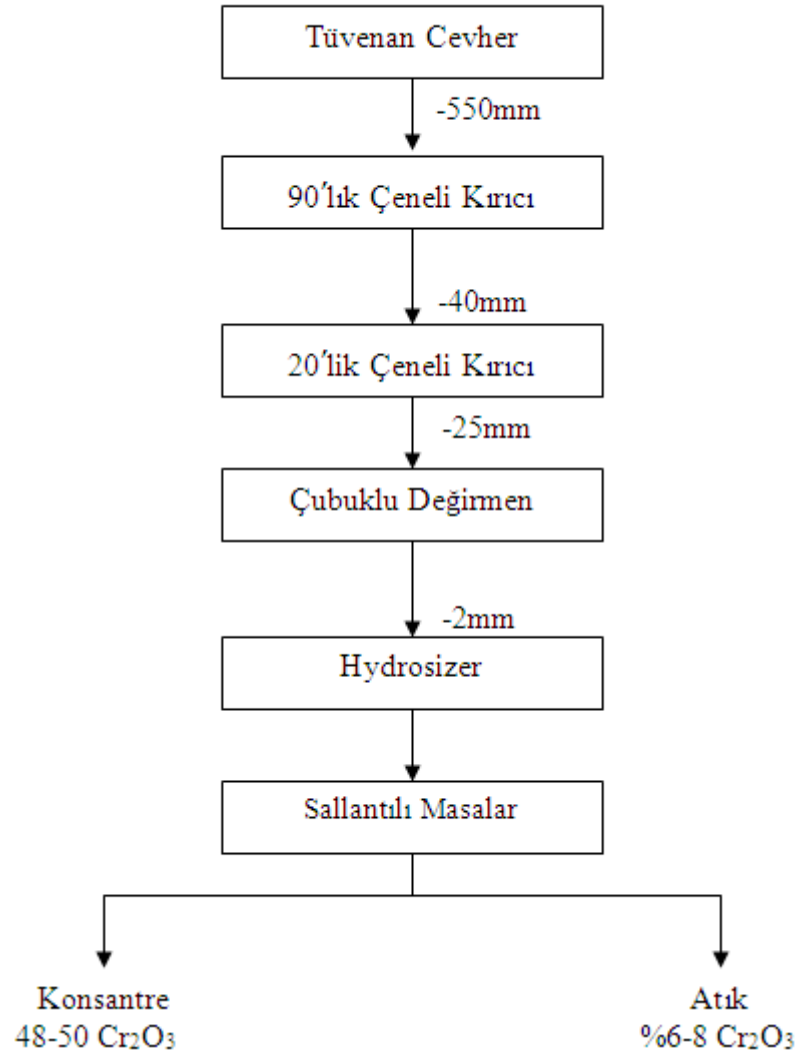 Tüvenan Cevher
-550mm
90′lık Çeneli Kırıcı
-40mm
20′lik Çeneli Kırıcı
-25mm
Çubuklu Değirmen
-2mm
Hydrosizer
Sallantılı Masalar
Konsantre
48-50 Cr₂O₃
Atık
%6-8 Cr₂O₃